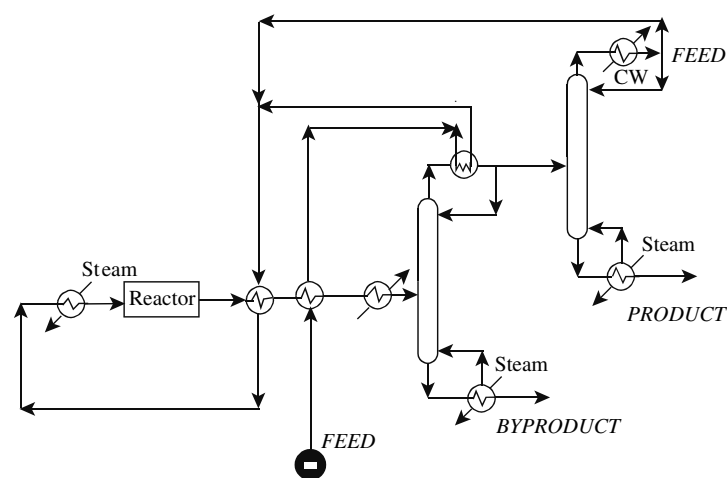 FEED
CW
Steam
Steam
Reactor
PRODUCT
Steam
BYPRODUCT
FEED